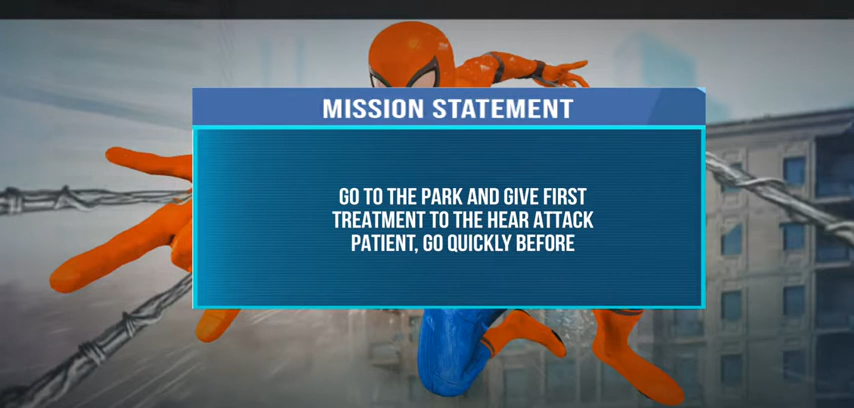 MISSION STATEMENT
GO TO THE PARK AND GIVE FIRST
TREATMENT TO THE HEAR ATTACK
PATIENT, GO QUICKLY BEFORE